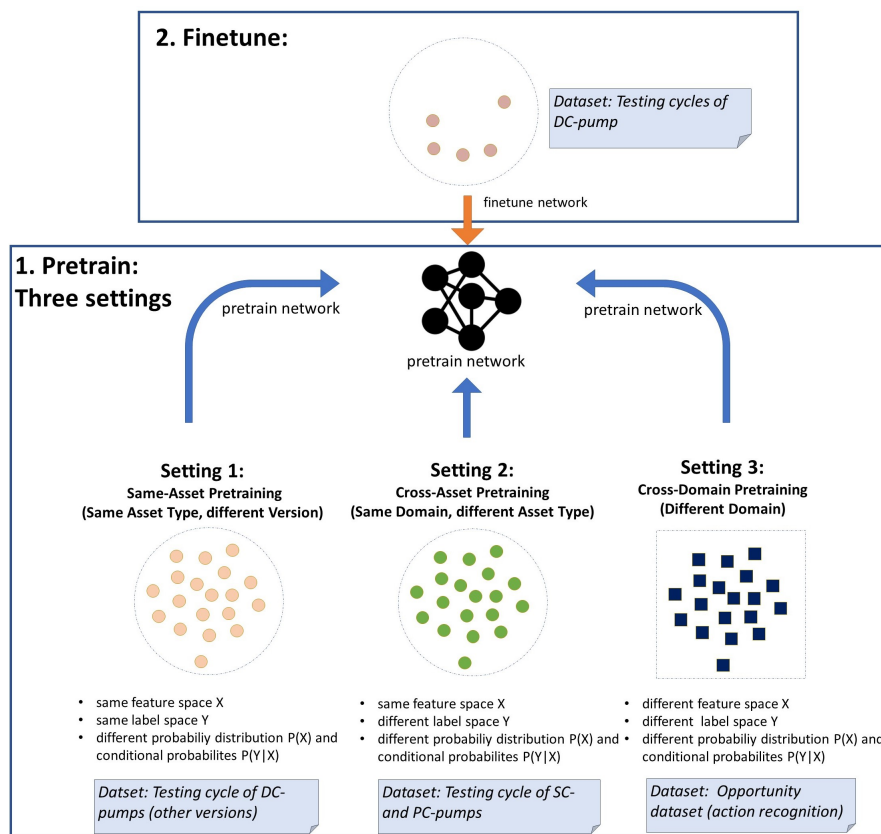 2. Finetune:
Dataset: Testing cycles of
DC-pump
finetune network
1. Pretrain:
Three settings
pretrain network
pretrain network
pretrain network
Setting 1:
Same-Asset Pretraining
(Same Asset Type, different Version)
same feature space X
same label space Y
different probabiliy distribution P(X) and
conditional probabilites P(Y|X)
Datset: Testing cycle of DC-
pumps (other versions)
Setting 2:
Cross-Asset Pretraining
(Same Domain, different Asset Type)
same feature space X
different label space Y
different probabiliy distribution P(X) and
conditional probabilites P(Y|X)
Dataset: Testing cycle of SC-
and PC-pumps
Setting 3:
Cross-Domain Pretraining
(Different Domain)
different feature space X
different label space Y
different probabiliy distribution P(X) and
conditional probabilites P(Y|X)
Dataset: Opportunity
dataset (action recognition)